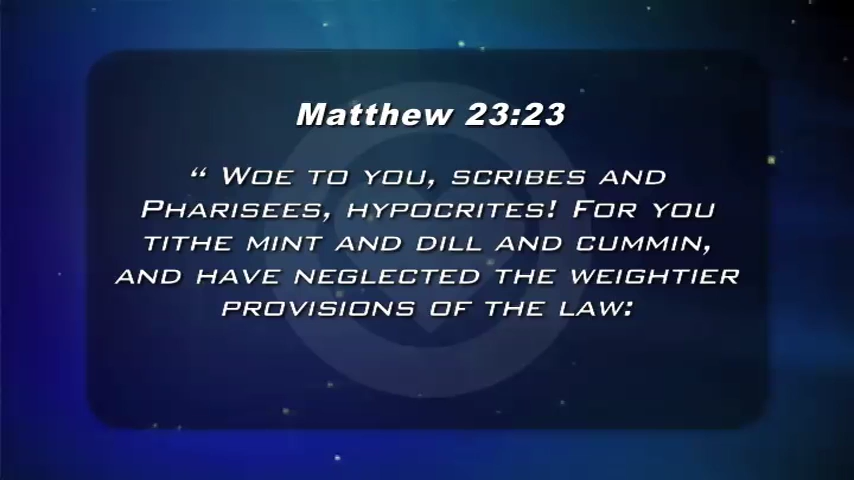 Matthew 23:23
“ Woe to you, scribes and
Pharisees, hypocrites! For you
tithe mint and dill and cummin,
and have neglected the weightier
provisions of the law: